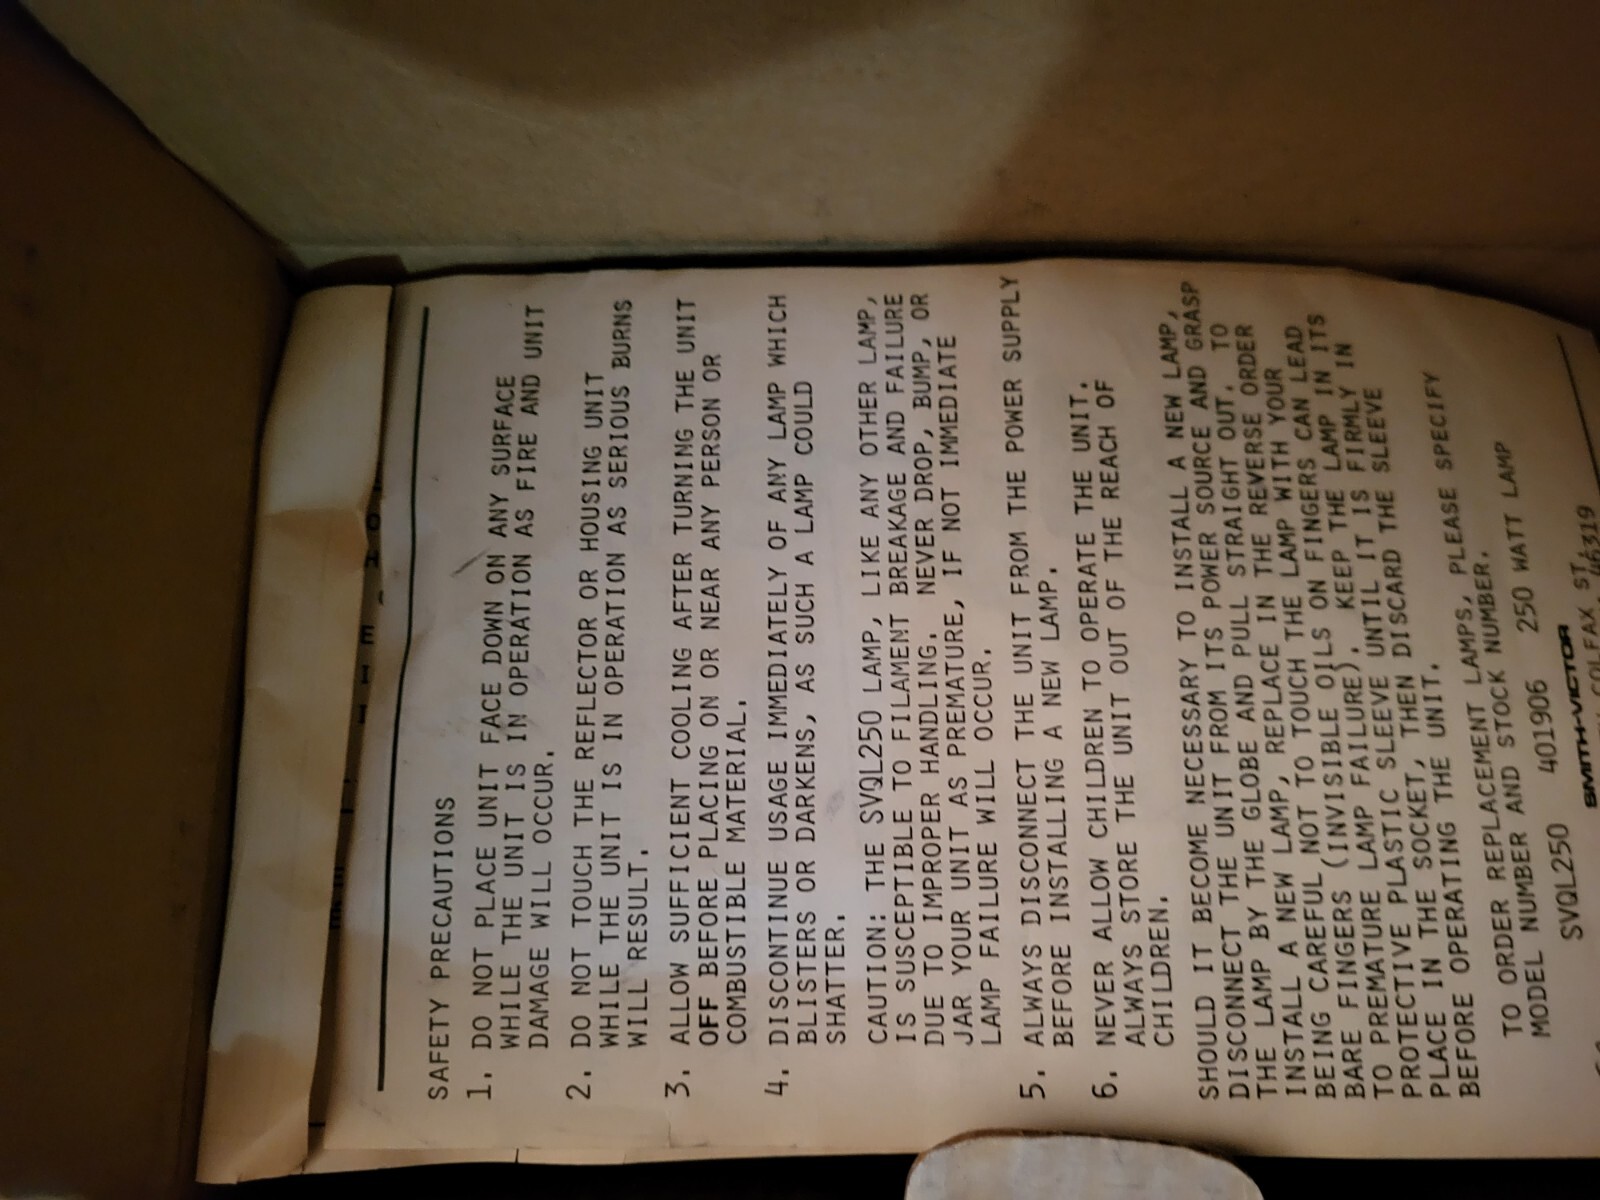 SAFETY PRECAUTIONS
1. DO NOT PLACE UNIT FACE DOWN ON ANY SURFACE
WHILE THE UNIT IS IN OPERATION AS FIRE AND UNIT
DAMAGE WILL OCCUR.
2. DO NOT TOUCH THE REFLECTOR OR HOUSING UNIT
WHILE THE UNIT IS IN OPERATION AS SERIOUS BURNS
WILL RESULT.
3. ALLOW SUFFICIENT COOLING AFTER TURNING THE UNIT
OFF BEFORE PLACING ON OR NEAR ANY PERSON OR
COMBUSTIBLE MATERIAL.
4. DISCONTINUE USAGE IMMEDIATELY OF ANY LAMP WHICH
BLISTERS OR DARKENS, AS SUCH A LAMP COULD
SHATTER.
CAUTION: THE SVQL250 LAMP, LIKE ANY OTHER LAMP,
IS SUSCEPTIBLE TO FILAMENT BREAKAGE AND FAILURE
DUE TO IMPROPER HANDLING. NEVER DROP, BUMP, OR
JAR YOUR UNIT AS PREMATURE, IF NOT IMMEDIATE
LAMP FAILURE WILL OCCUR.
5. ALWAYS DISCONNECT THE UNIT FROM THE POWER SUPPLY
BEFORE INSTALLING A NEW LAMP.
6. NEVER ALLOW CHILDREN TO OPERATE THE UNIT.
ALWAYS STORE THE UNIT OUT OF THE REACH OF
CHILDREN.
SHOULD IT BECOME NECESSARY TO INSTALL A NEW LAMP,
DISCONNECT THE UNIT FROM ITS POWER SOURCE AND GRASP
THE LAMP BY THE GLOBE AND PULL STRAIGHT OUT. TO
INSTALL A NEW LAMP, REPLACE IN THE REVERSE ORDER
BEING CAREFUL NOT TO TOUCH THE LAMP WITH YOUR
BARE FINGERS (INVISIBLE OILS ON FINGERS CAN LEAD
TO PREMATURE LAMP FAILURE). KEEP THE LAMP IN ITS
PROTECTIVE PLASTIC SLEEVE UNTIL IT IS FIRMLY IN
PLACE IN THE SOCKET, THEN DISCARD THE SLEEVE
BEFORE OPERATING THE UNIT.
TO ORDER REPLACEMENT LAMPS, PLEASE SPECIFY
MODEL NUMBER AND STOCK NUMBER.
SVQL250 401906 250 WATT LAMP
SMITH-VICTOR
COLFAX ST.
46319